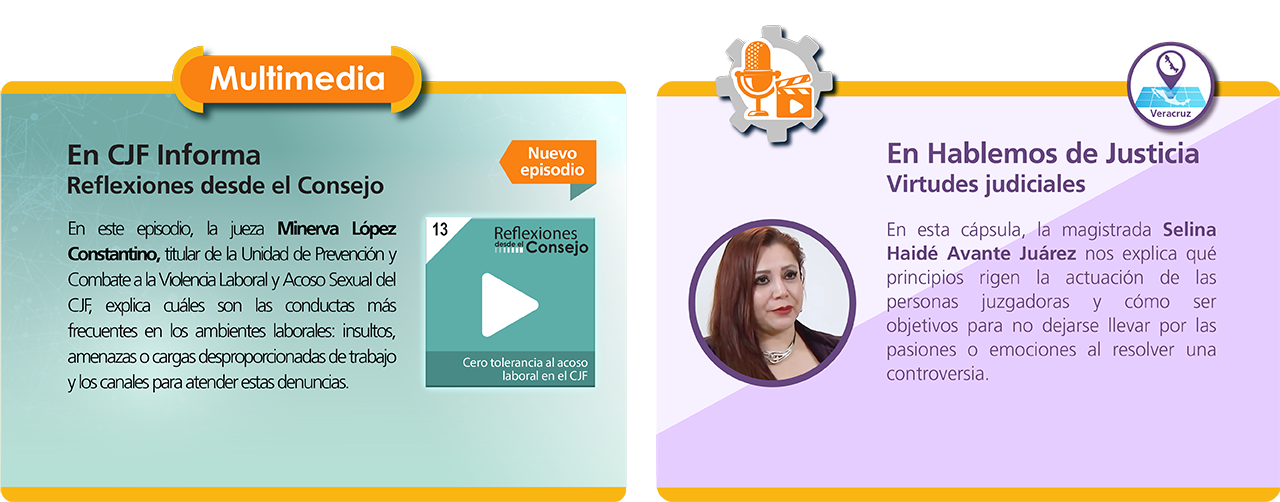 Multimedia
En CJF Informa
Reflexiones desde el Consejo
Nuevo
episodio
En este episodio, la jueza Minerva López
Constantino, titular de la Unidad de Prevención y
Combate a la Violencia Laboral y Acoso Sexual del
CJF, explica cuáles son las conductas más
frecuentes en los ambientes laborales: insultos,
amenazas o cargas desproporcionadas de trabajo
y los canales para atender estas denuncias.
13
Reflexiones
desde el Consejo
Cero tolerancia al acoso
laboral en el CJF
Veracruz
En Hablemos de Justicia
Virtudes judiciales
En esta cápsula, la magistrada Selina
Haidé Avante Juárez nos explica qué
principios rigen la actuación de las
personas juzgadoras y cómo ser
objetivos para no dejarse llevar por las
pasiones o emociones al resolver una
controversia.